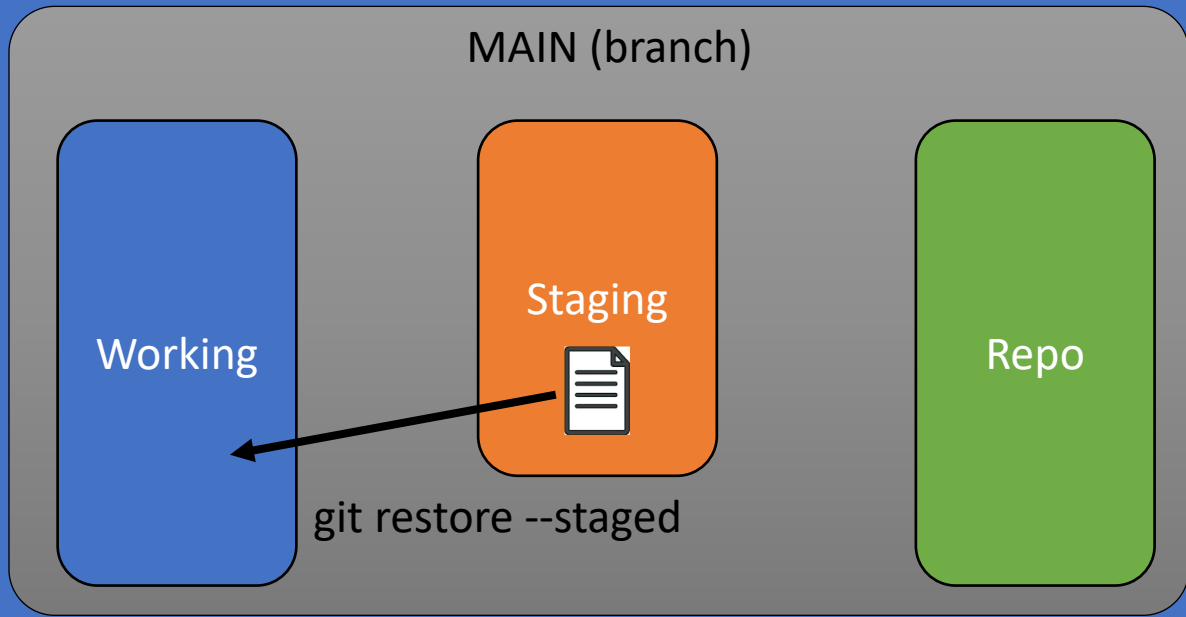 MAIN (branch)
Working
Staging
Repo
git restore --staged